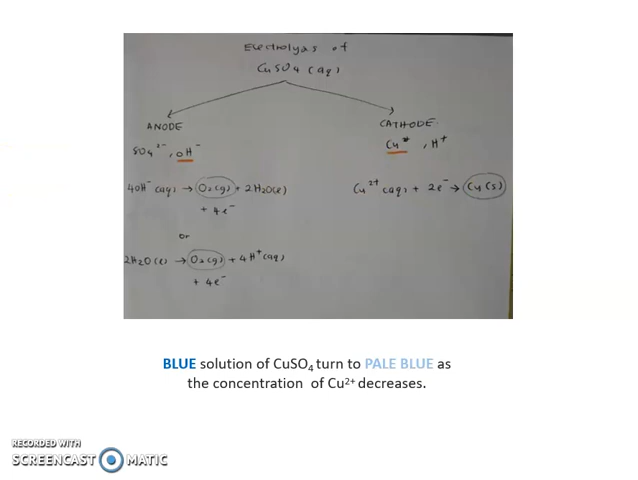 Electrolysis of
CuSO4 (aq)
ANODE
SO4²⁻, OH⁻
4OH⁻ (aq) → O2(g) + 2H2O(l)
+ 4e⁻
or
2H2O(l) → O2(g) + 4H⁺(aq)
+ 4e⁻
CATHODE
Cu²⁺, H⁺
Cu²⁺ (aq) + 2e⁻ → Cu(s)
BLUE solution of CuSO₄ turn to PALE BLUE as
the concentration of Cu²⁺ decreases.
RECORDED WITH
SCREENCAST MATIC